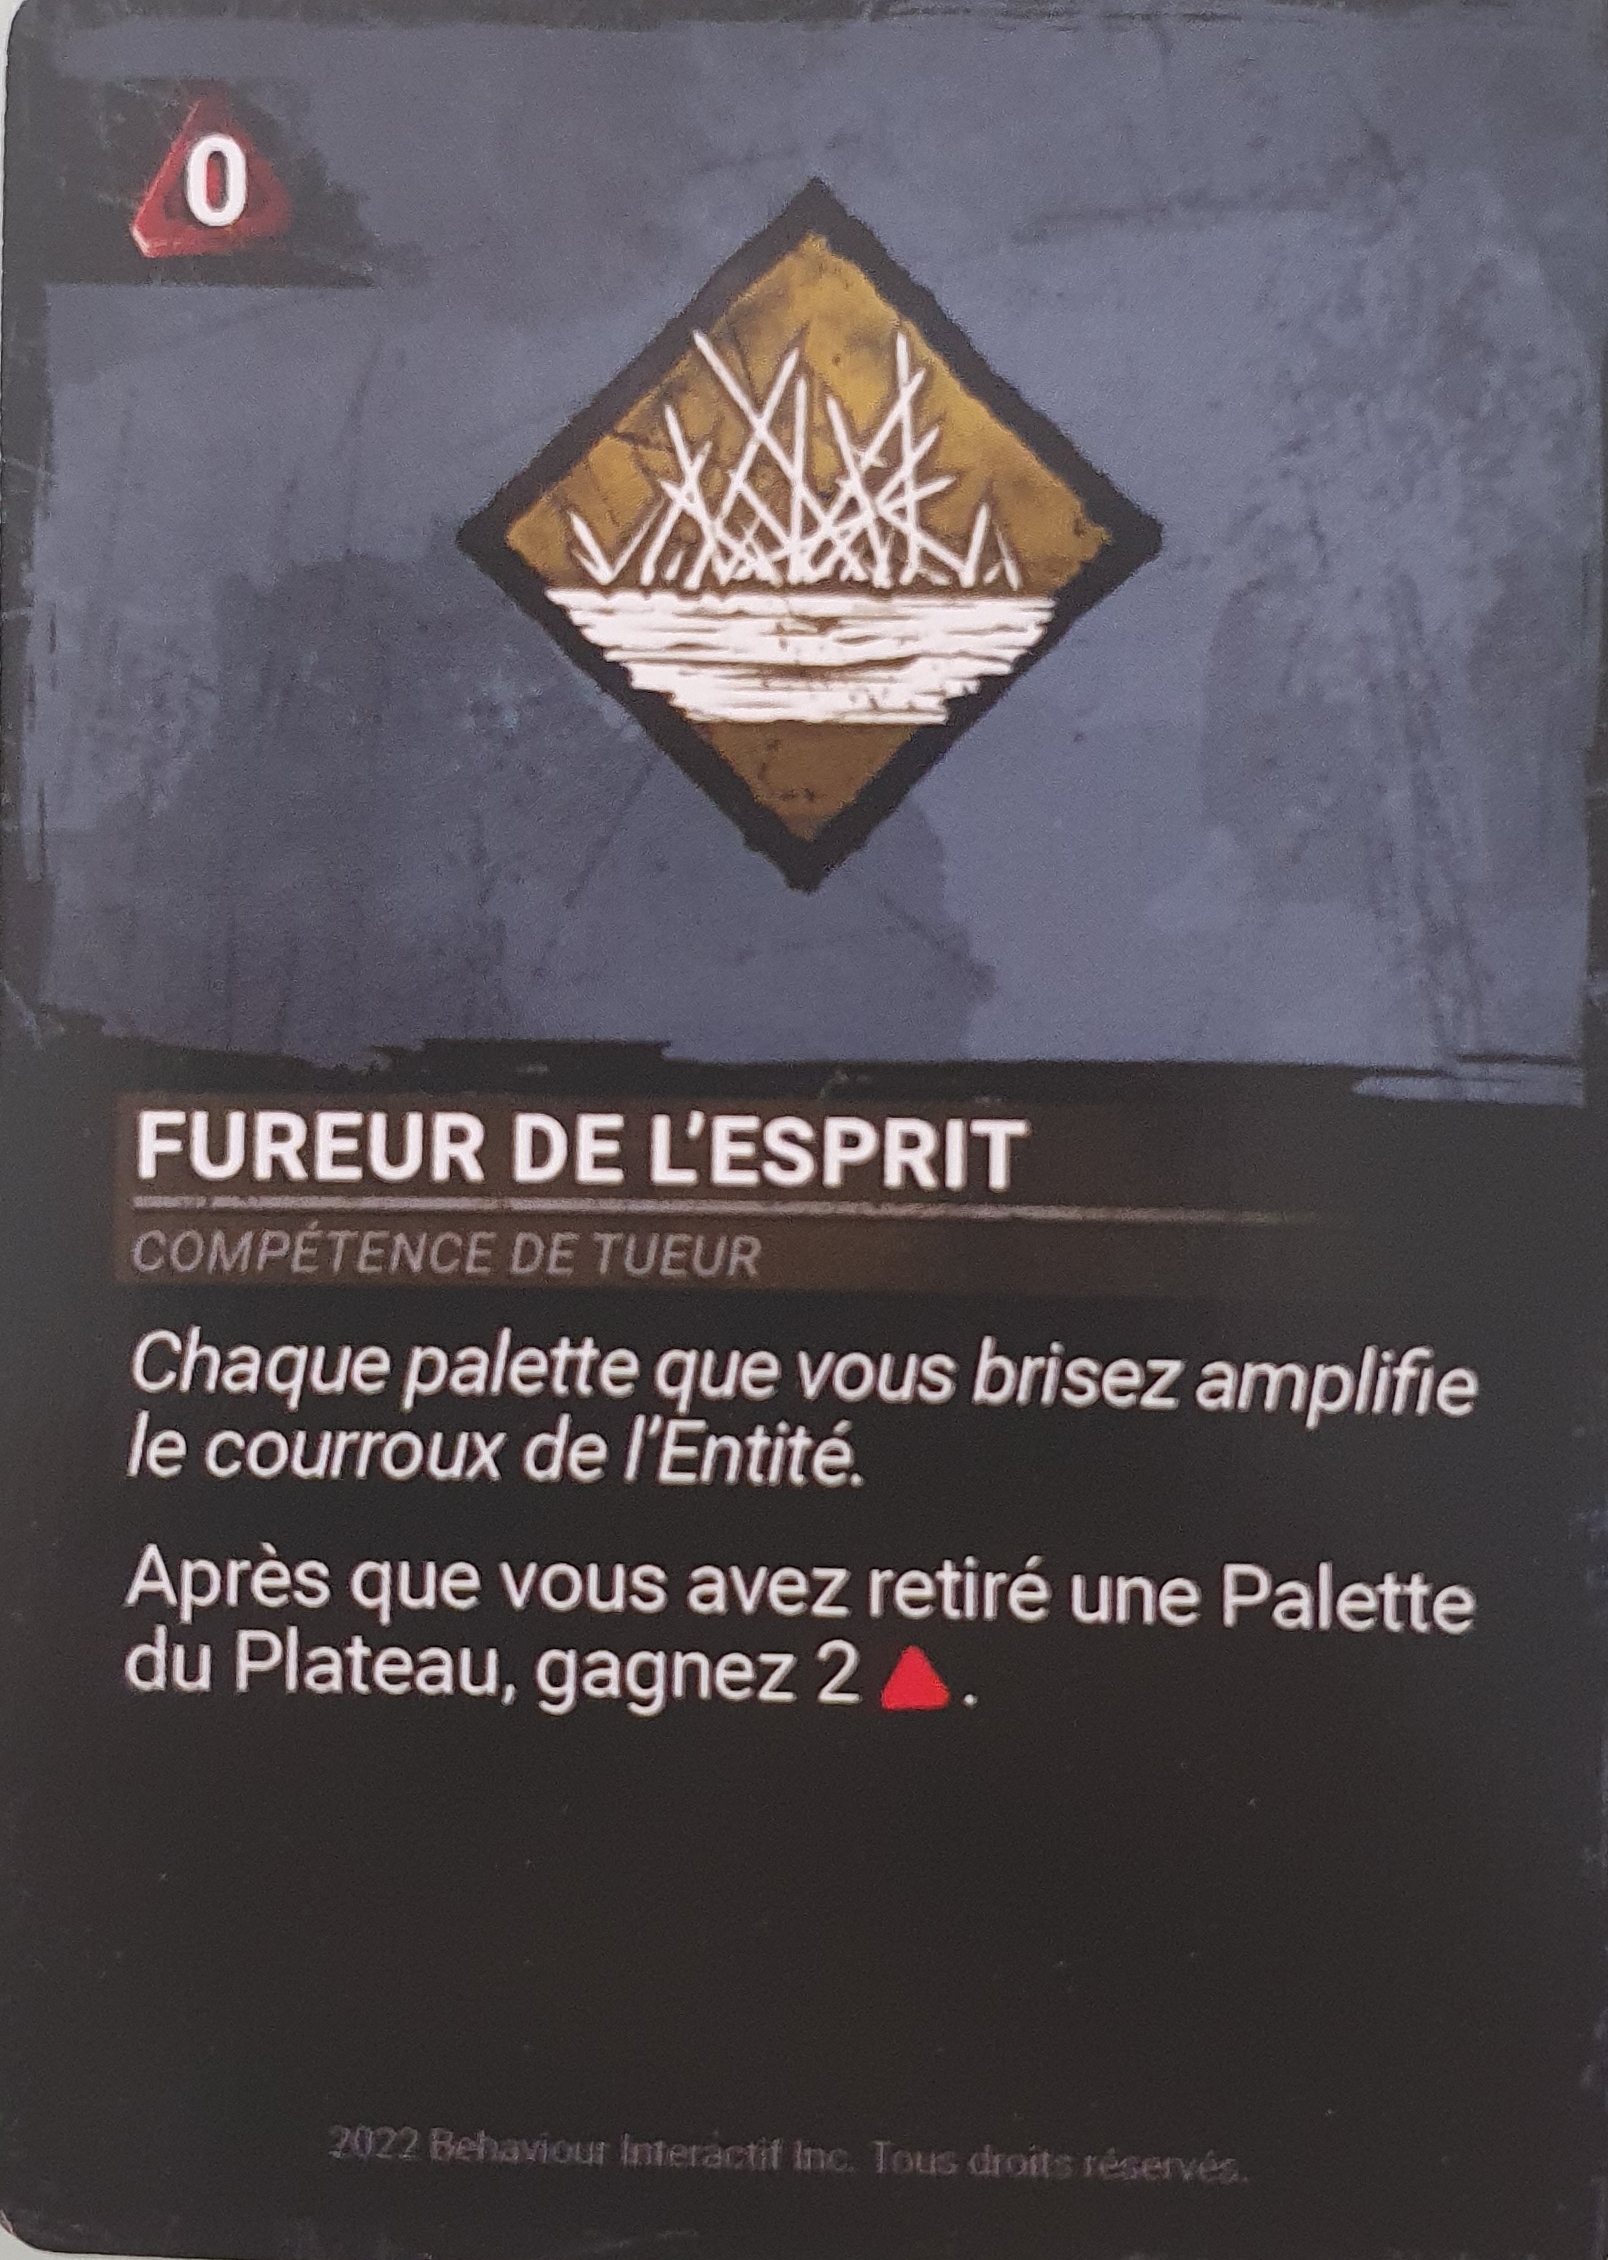 0
FUREUR DE L'ESPRIT
COMPÉTENCE DE TUEUR
Chaque palette que vous brisez amplifie
le courroux de l'Entité.
Après que vous avez retiré une Palette
du Plateau, gagnez 2 .
2022 Behaviour Interactif Inc. Tous droits réservés.